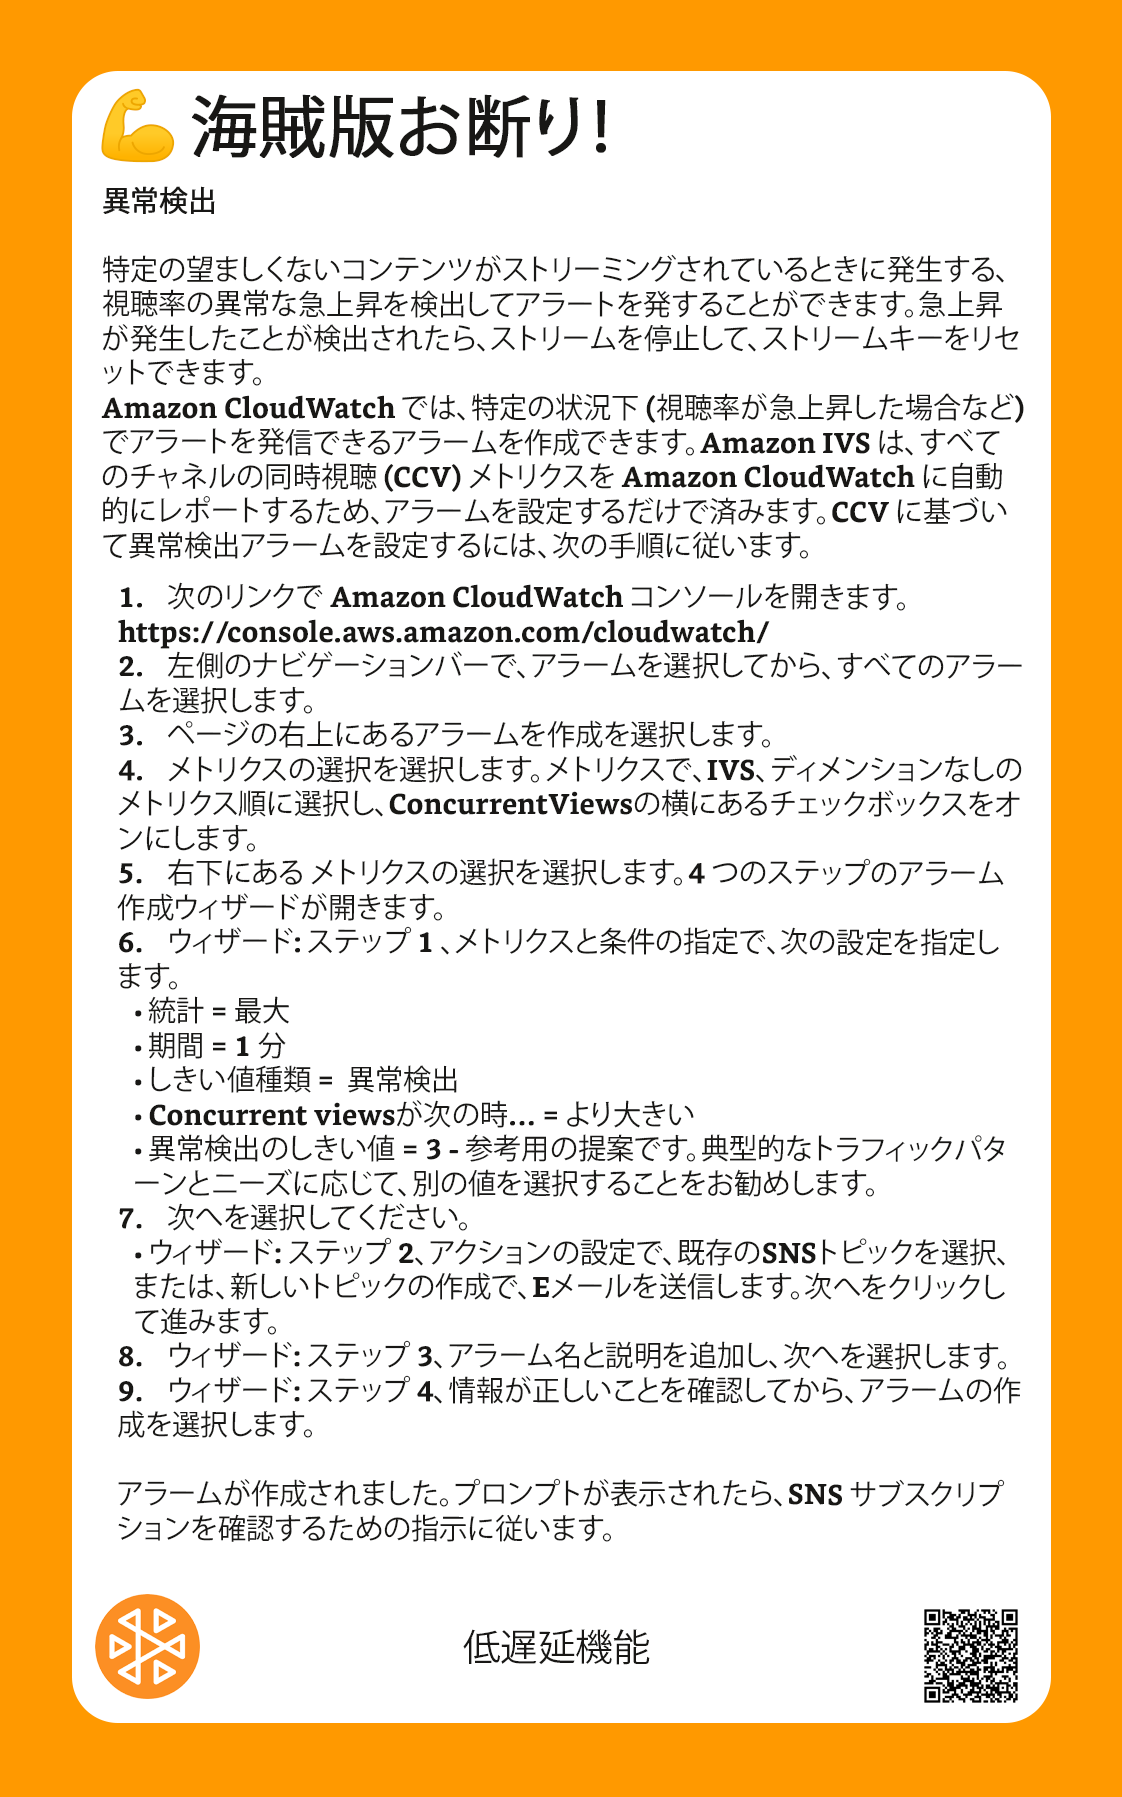 💪 海賊版お断り!
異常検出
特定の望ましくないコンテンツがストリーミングされているときに発生する、
視聴率の異常な急上昇を検出してアラートを発することができます。急上昇
が発生したことが検出されたら、ストリームを停止して、ストリームキーをリセ
ットできます。
Amazon CloudWatch では、特定の状況下 (視聴率が急上昇した場合など)
でアラートを発信できるアラームを作成できます。Amazon IVS は、すべて
のチャネルの同時視聴 (CCV) メトリクスを Amazon CloudWatch に自動
的にレポートするため、アラームを設定するだけで済みます。CCV に基づい
て異常検出アラームを設定するには、次の手順に従います。
1. 次のリンクで Amazon CloudWatch コンソールを開きます。
https://console.aws.amazon.com/cloudwatch/
2. 左側のナビゲーションバーで、アラームを選択してから、すべてのアラー
ムを選択します。
3. ページの右上にあるアラームを作成を選択します。
4. メトリクスの選択を選択します。メトリクスで、IVS、ディメンションなしの
メトリクス順に選択し、ConcurrentViewsの横にあるチェックボックスをオ
ンにします。
5. 右下にある メトリクスの選択を選択します。4 つのステップのアラーム
作成ウィザードが開きます。
6. ウィザード: ステップ 1 、メトリクスと条件の指定で、次の設定を指定し
ます。
• 統計 = 最大
• 期間 = 1 分
• しきい値種類 = 異常検出
• Concurrent viewsが次の時... = より大きい
• 異常検出のしきい値 = 3 - 参考用の提案です。典型的なトラフィックパタ
ーンとニーズに応じて、別の値を選択することをお勧めします。
7. 次へを選択してください。
• ウィザード: ステップ 2、アクションの設定で、既存のSNSトピックを選択、
または、新しいトピックの作成で、Eメールを送信します。次へをクリックし
て進みます。
8. ウィザード: ステップ 3、アラーム名と説明を追加し、次へを選択します。
9. ウィザード: ステップ 4、情報が正しいことを確認してから、アラームの作
成を選択します。
アラームが作成されました。プロンプトが表示されたら、SNS サブスクリプ
ションを確認するための指示に従います。
低遅延機能